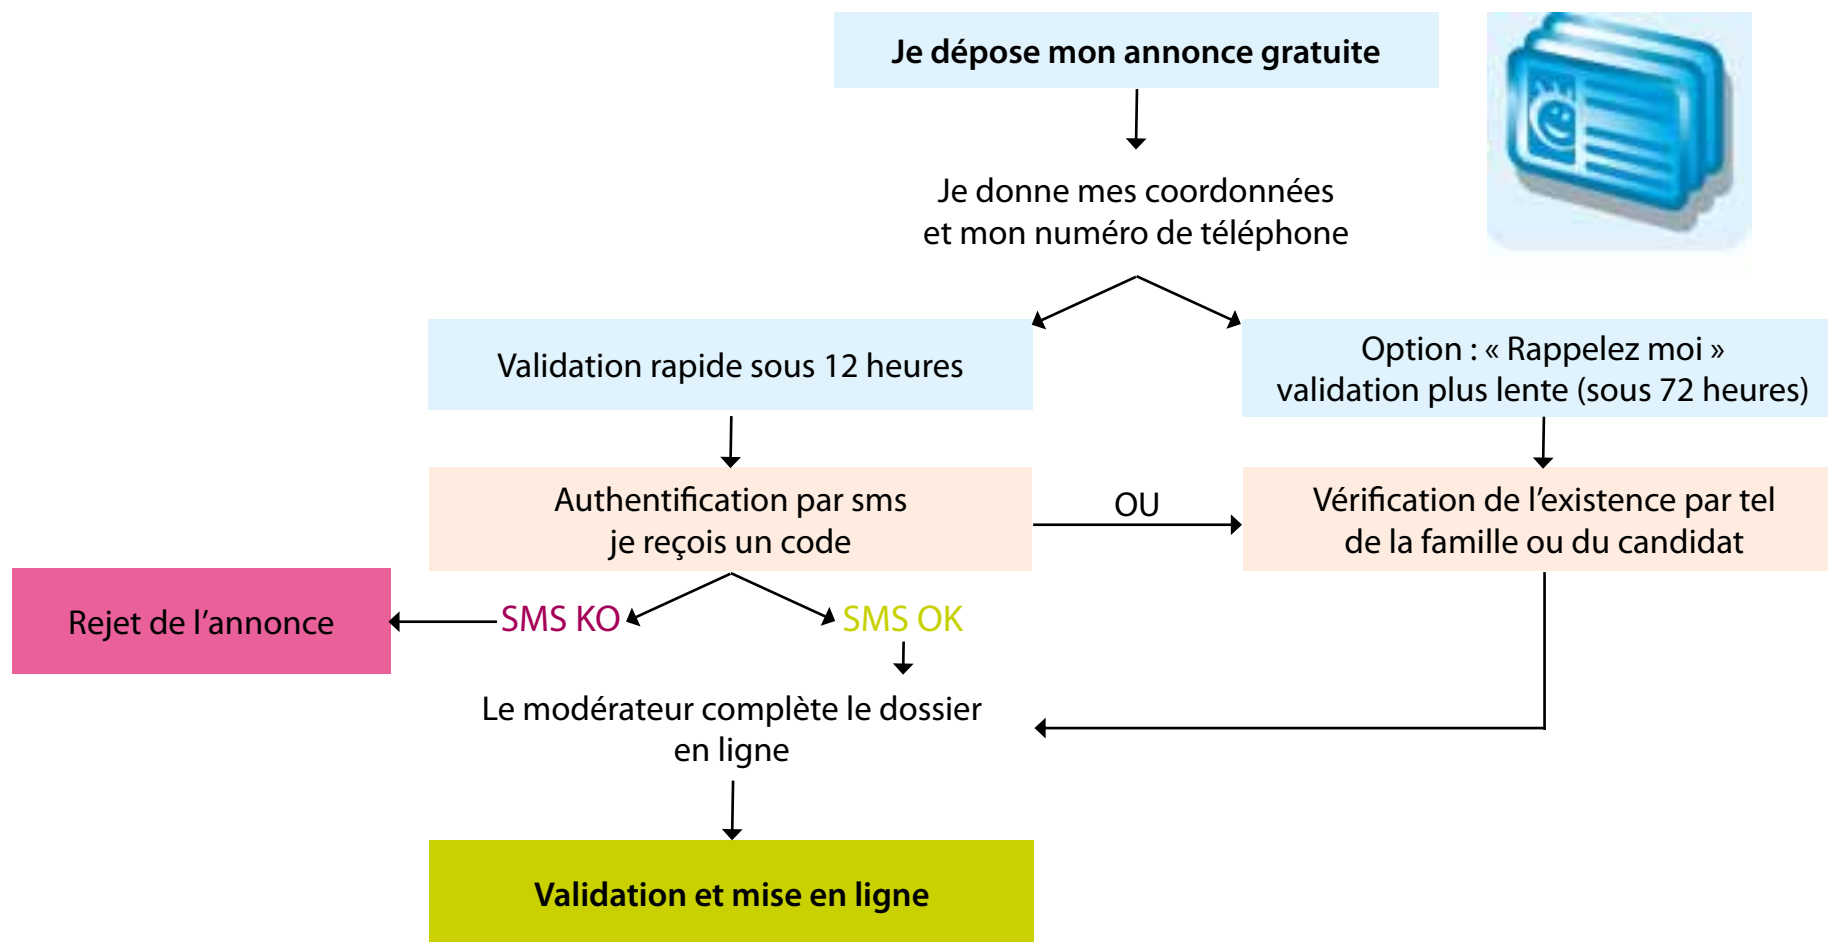 Je dépose mon annonce gratuite
Je donne mes coordonnées
et mon numéro de téléphone
Validation rapide sous 12 heures
Option : « Rappelez moi »
validation plus lente (sous 72 heures)
Authentification par sms
je reçois un code
OU
Vérification de l’existence par tel
de la famille ou du candidat
Rejet de l’annonce
SMS KO
SMS OK
Le modérateur complète le dossier
en ligne
Validation et mise en ligne